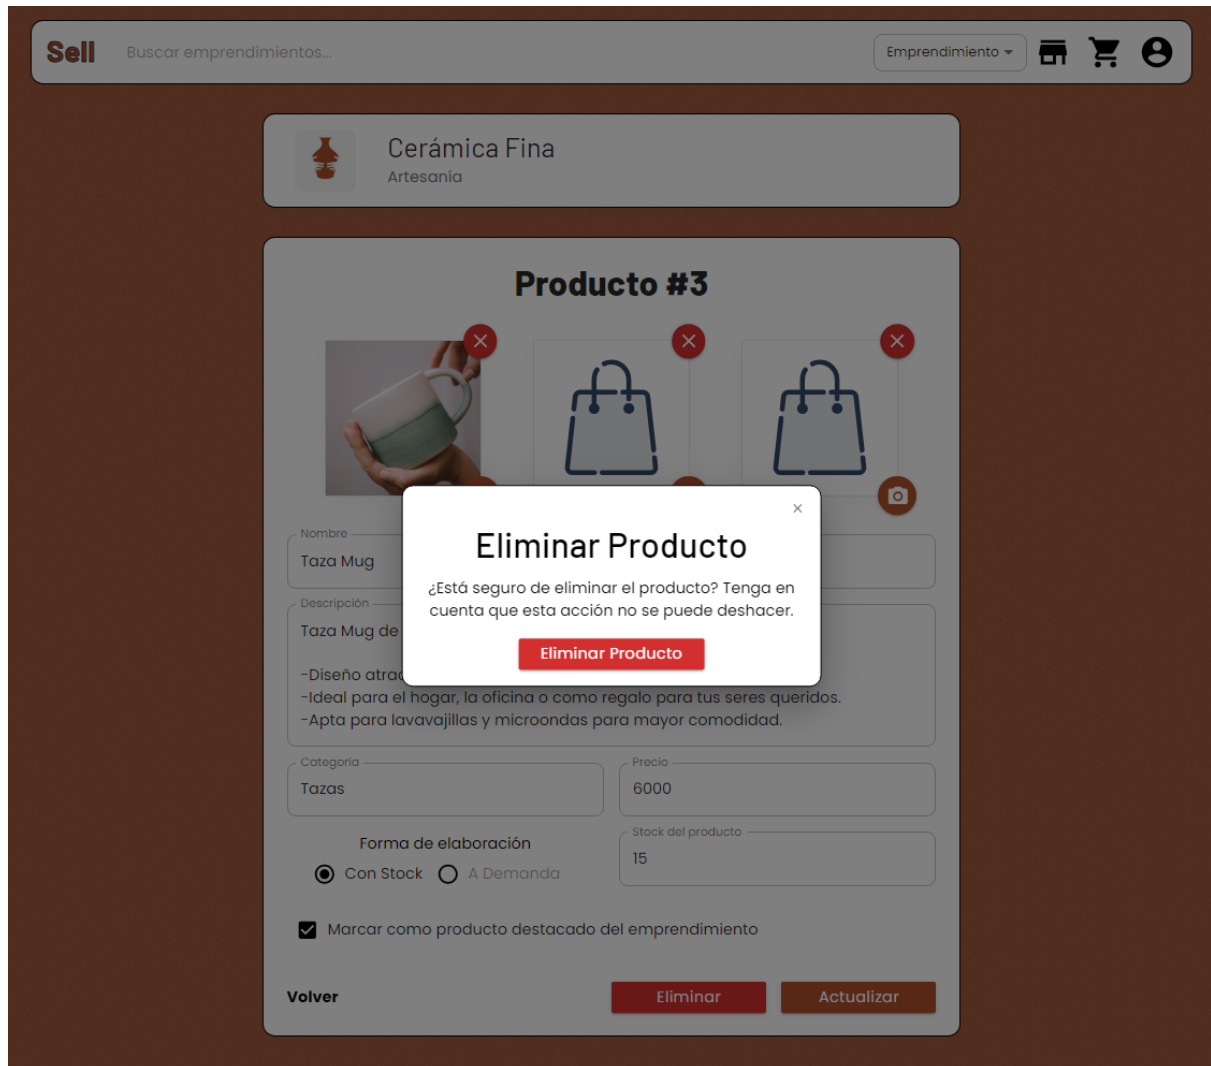 Sell
Buscar emprendimientos...
Emprendimiento
Cerámica Fina
Artesanía
Producto #3
Nombre
Taza Mug
Eliminar Producto
¿Está seguro de eliminar el producto? Tenga en
cuenta que esta acción no se puede deshacer.
Eliminar Producto
Descripción
Taza Mug de
-Diseño atrac
-Ideal para el hogar, la oficina o como regalo para tus seres queridos.
-Apta para lavavajillas y microondas para mayor comodidad.
Categoria
Tazas
Precio
6000
Forma de elaboración
Con Stock
A Demanda
Stock del producto
15
Marcar como producto destacado del emprendimiento
Volver
Eliminar
Actualizar